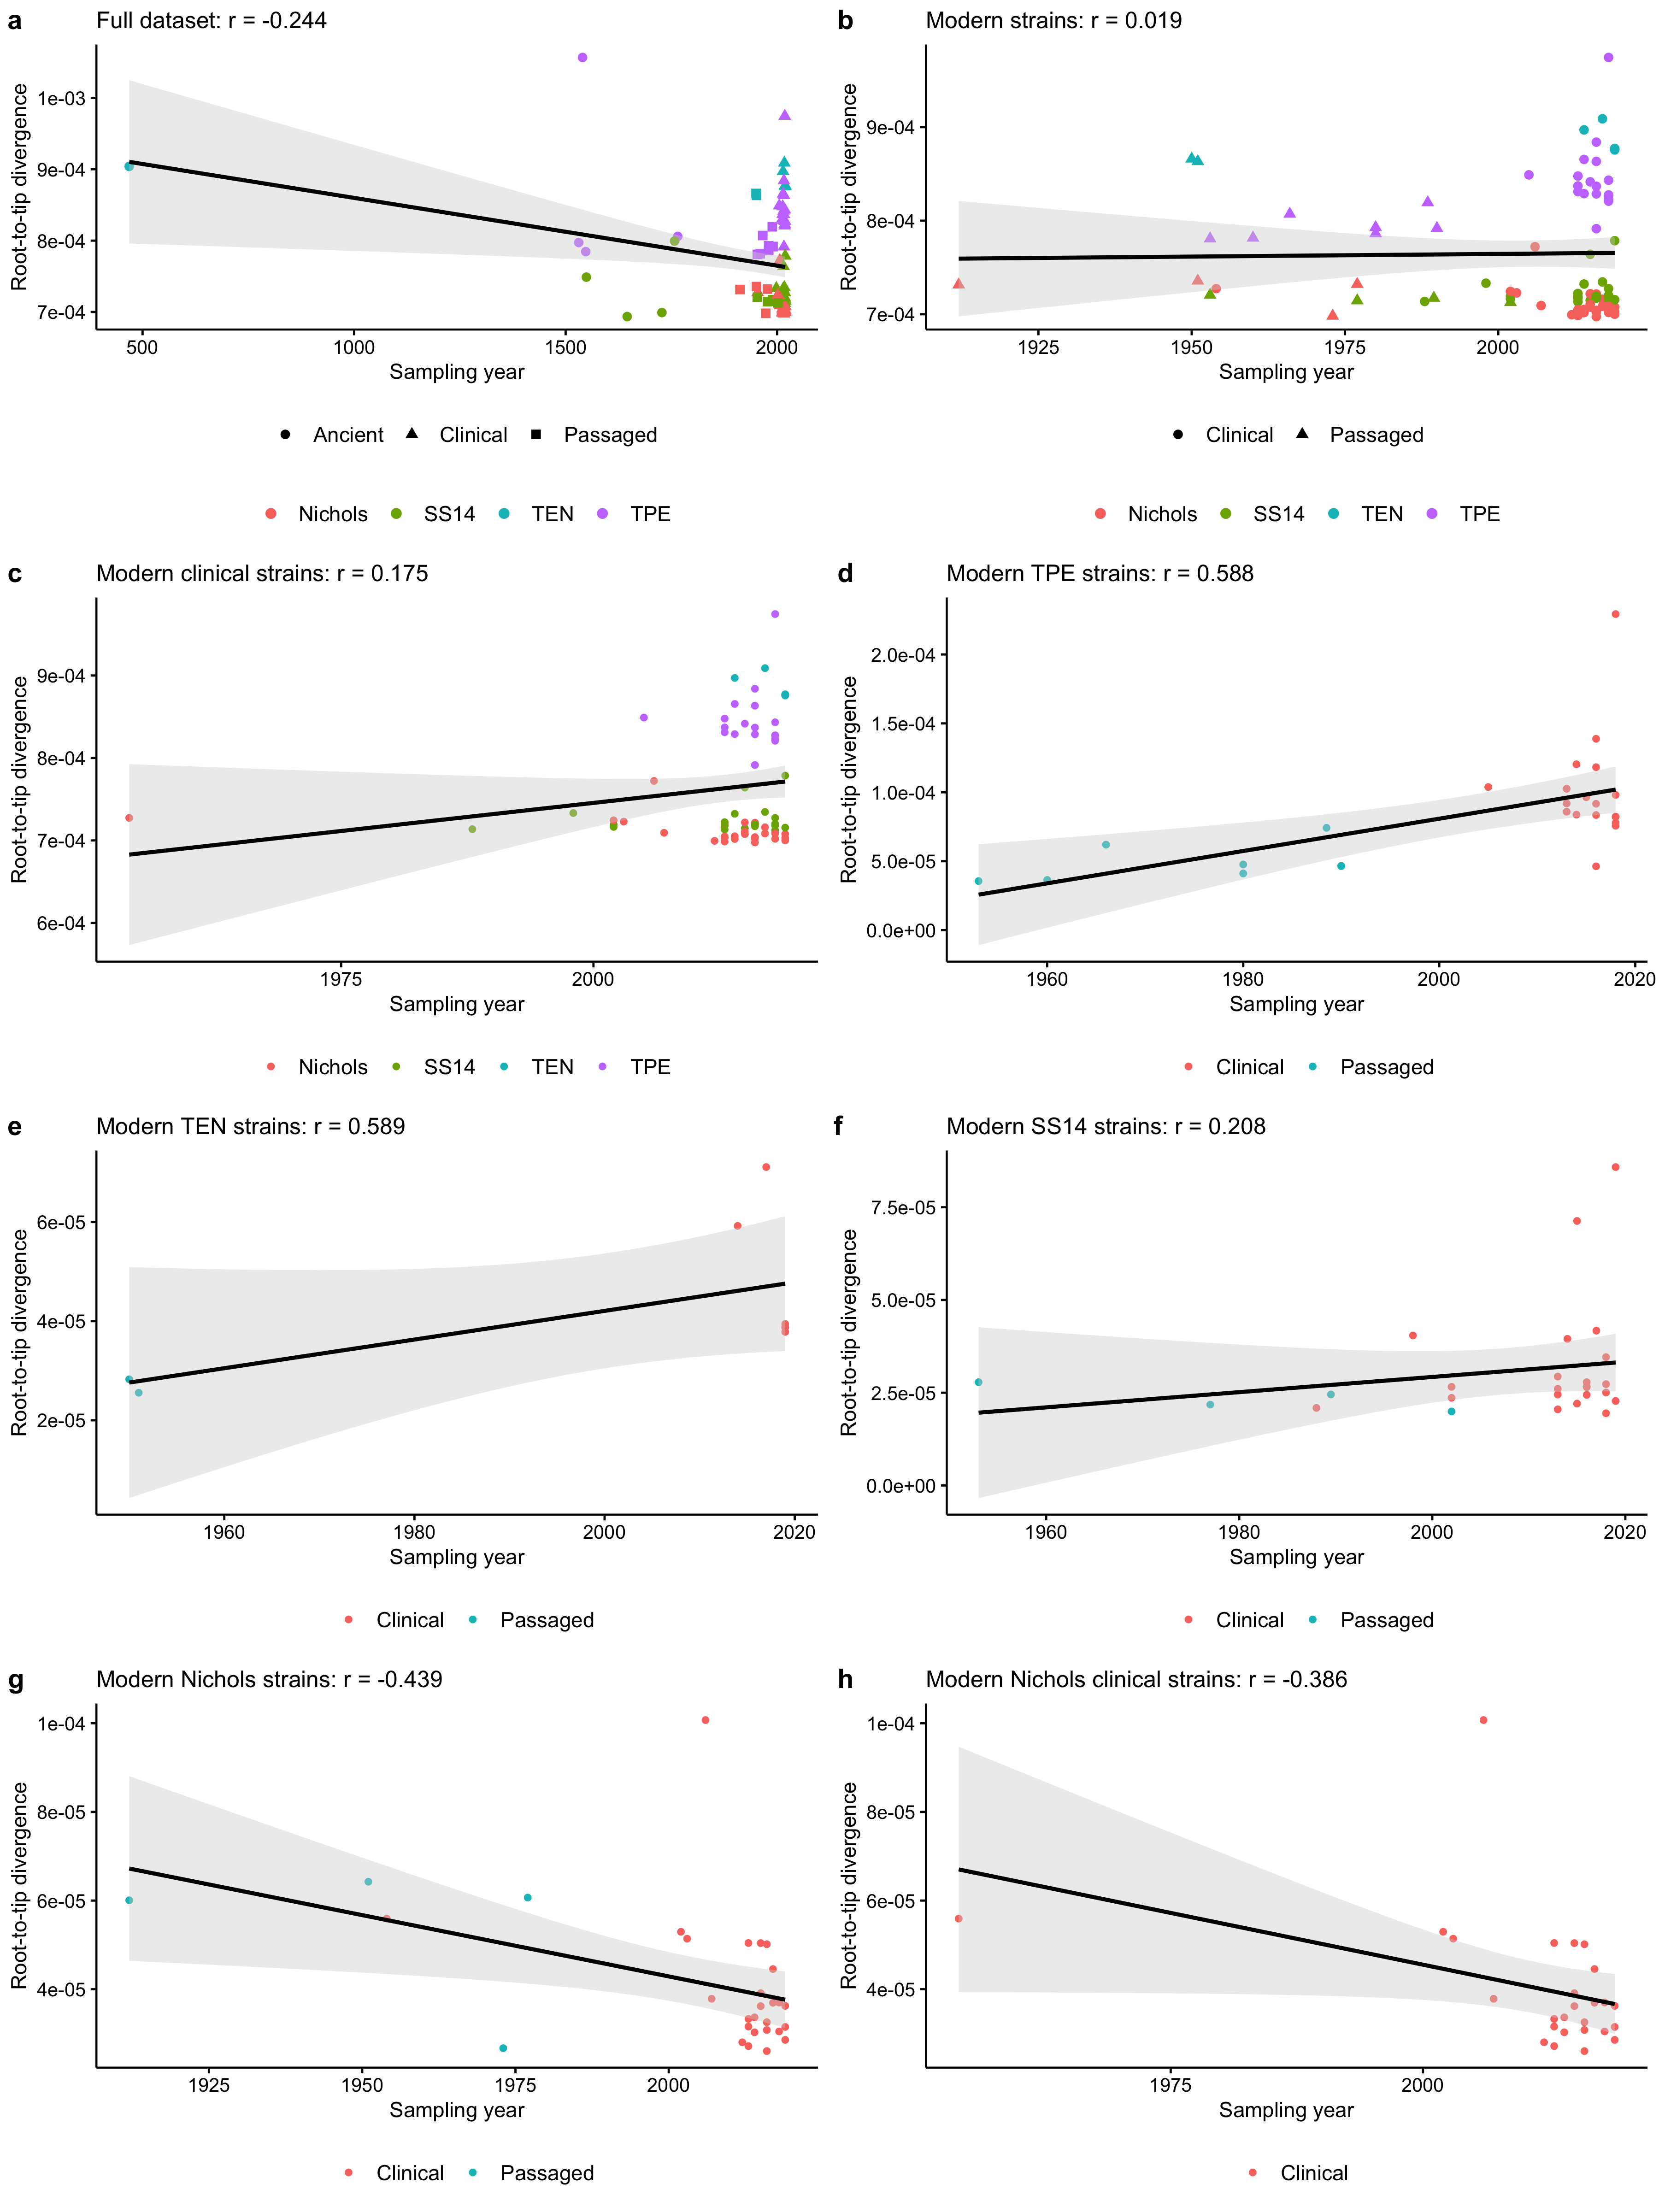 a Full dataset: r = -0.244
Root-to-tip divergence
1e-03
9e-04
8e-04
7e-04
500 1000 1500 2000
Sampling year
Ancient Clinical Passaged
Nichols SS14 TEN TPE
b Modern strains: r = 0.019
Root-to-tip divergence
9e-04
8e-04
7e-04
1925 1950 1975 2000
Sampling year
Clinical Passaged
Nichols SS14 TEN TPE
c Modern clinical strains: r = 0.175
Root-to-tip divergence
9e-04
8e-04
7e-04
6e-04
1975 2000
Sampling year
Nichols SS14 TEN TPE
d Modern TPE strains: r = 0.588
Root-to-tip divergence
2.0e-04
1.5e-04
1.0e-04
5.0e-05
0.0e+00
1960 1980 2000 2020
Sampling year
Clinical Passaged
e Modern TEN strains: r = 0.589
Root-to-tip divergence
6e-05
4e-05
2e-05
1960 1980 2000 2020
Sampling year
Clinical Passaged
f Modern SS14 strains: r = 0.208
Root-to-tip divergence
7.5e-05
5.0e-05
2.5e-05
0.0e+00
1960 1980 2000 2020
Sampling year
Clinical Passaged
g Modern Nichols strains: r = -0.439
Root-to-tip divergence
1e-04
8e-05
6e-05
4e-05
1925 1950 1975 2000
Sampling year
Clinical Passaged
h Modern Nichols clinical strains: r = -0.386
Root-to-tip divergence
1e-04
8e-05
6e-05
4e-05
1975 2000
Sampling year
Clinical